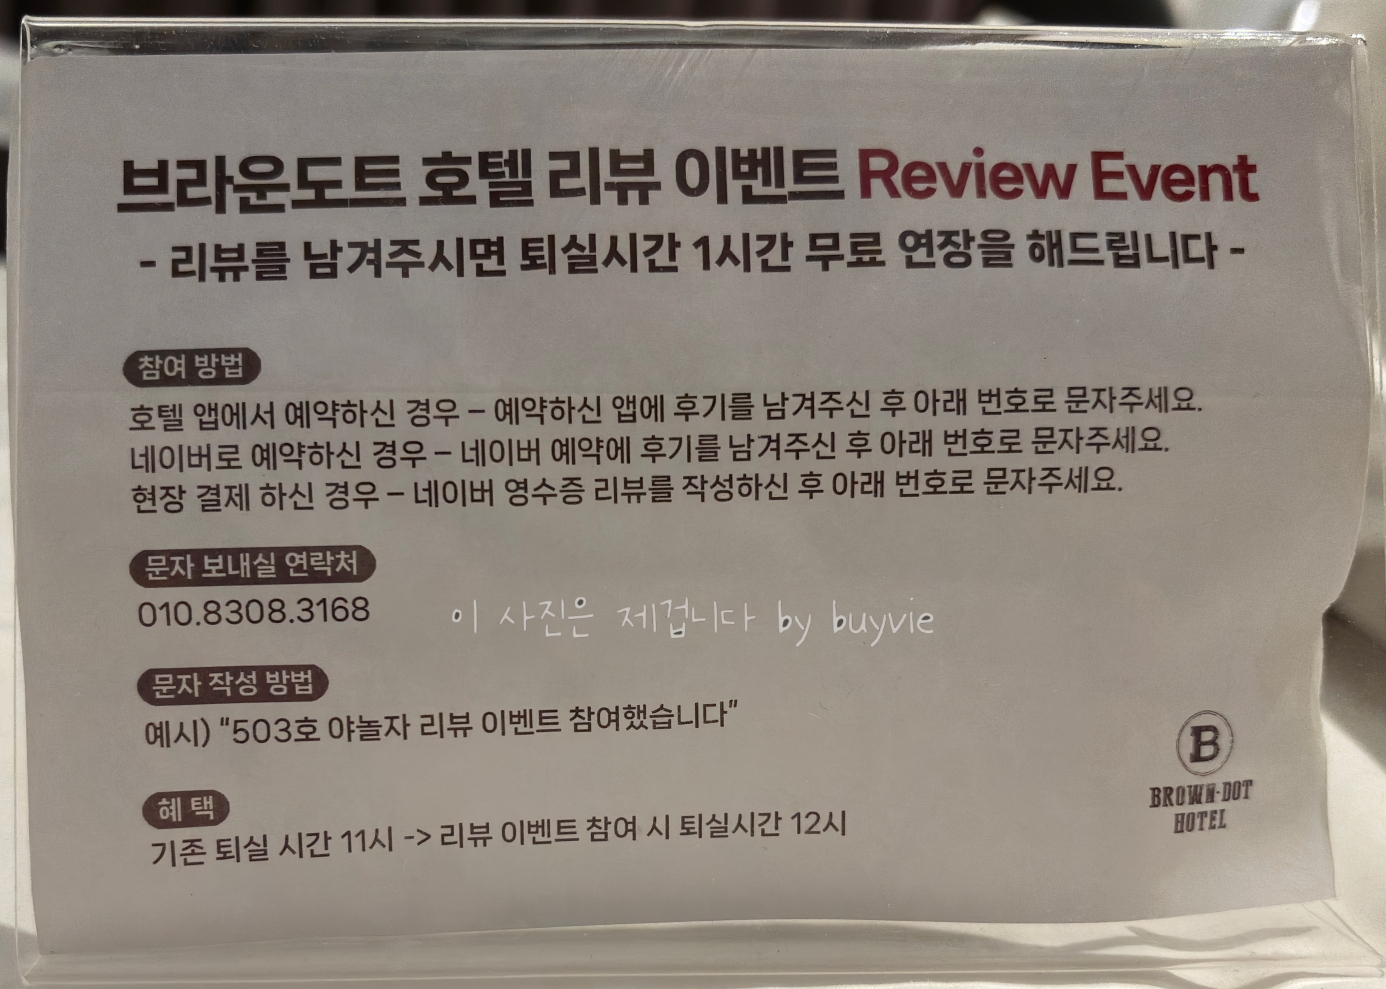 브라운도트 호텔 리뷰 이벤트 Review Event
- 리뷰를 남겨주시면 퇴실시간 1시간 무료 연장을 해드립니다 -
참여 방법
호텔 앱에서 예약하신 경우 – 예약하신 앱에 후기를 남겨주신 후 아래 번호로 문자주세요.
네이버로 예약하신 경우 – 네이버 예약에 후기를 남겨주신 후 아래 번호로 문자주세요.
현장 결제 하신 경우 – 네이버 영수증 리뷰를 작성하신 후 아래 번호로 문자주세요.
문자 보내실 연락처
010.8308.3168
이 사진은 제겁니다 by buyvie
문자 작성 방법
예시) "503호 야놀자 리뷰 이벤트 참여했습니다"
혜 택
기존 퇴실 시간 11시 -> 리뷰 이벤트 참여 시 퇴실시간 12시
B
BROWN-DOT
HOTEL